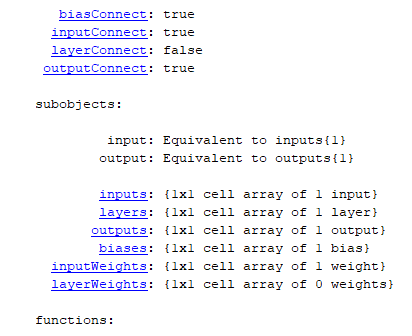 biasConnect: true
inputConnect: true
layerConnect: false
outputConnect: true
subobjects:
input: Equivalent to inputs{1}
output: Equivalent to outputs{1}
inputs: {1x1 cell array of 1 input}
layers: {1x1 cell array of 1 layer}
outputs: {1x1 cell array of 1 output}
biases: {1x1 cell array of 1 bias}
inputWeights: {1x1 cell array of 1 weight}
layerWeights: {1x1 cell array of 0 weights}
functions: